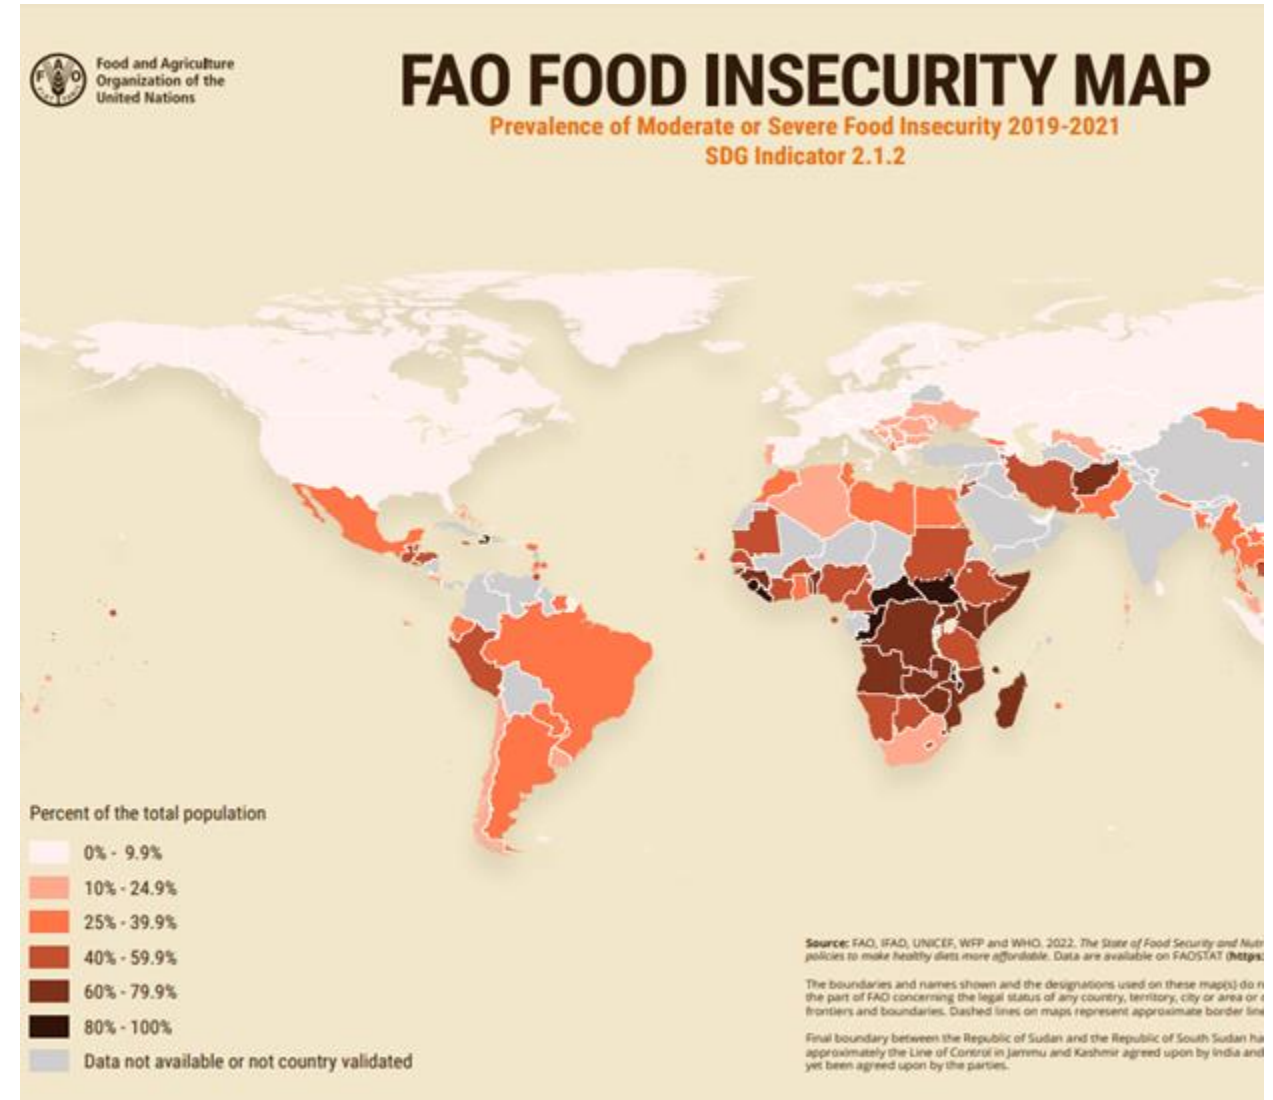 Food and Agriculture
Organization of the
United Nations
FAO FOOD INSECURITY MAP
Prevalence of Moderate or Severe Food Insecurity 2019-2021
SDG Indicator 2.1.2
Percent of the total population
0% - 9.9%
10% - 24.9%
25% - 39.9%
40% - 59.9%
60% - 79.9%
80% - 100%
Data not available or not country validated
Source: FAO, IFAD, UNICEF, WFP and WHO. 2022. The State of Food Security and Nutr
policies to make healthy diets more affordable. Data are available on FAOSTAT (https:
The boundaries and names shown and the designations used on these map(s) do n
the part of FAO concerning the legal status of any country, territory, city or area or
frontiers and boundaries. Dashed lines on maps represent approximate border line
Final boundary between the Republic of Sudan and the Republic of South Sudan ha
approximately the Line of Control in Jammu and Kashmir agreed upon by India and
yet been agreed upon by the parties.